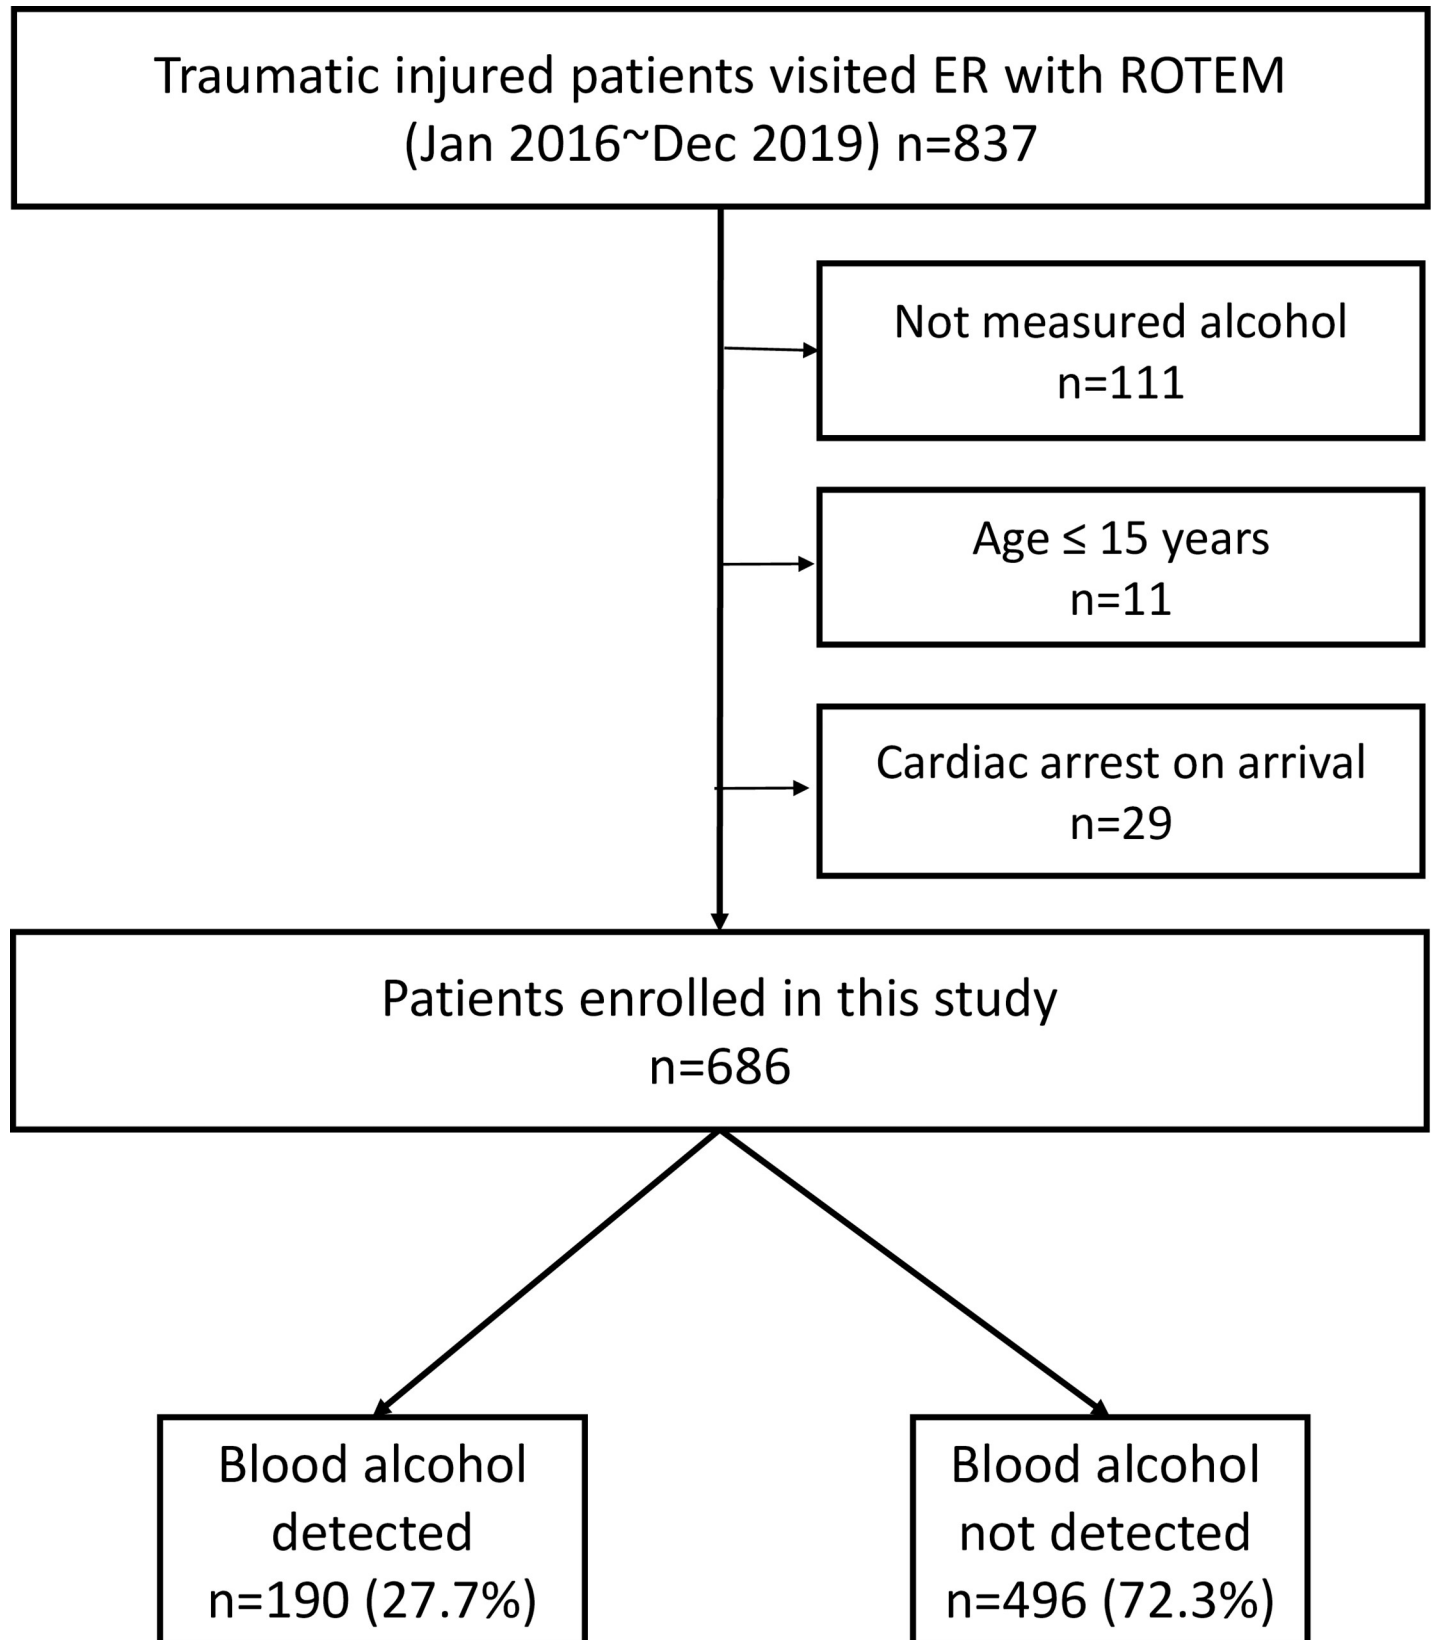 Traumatic injured patients visited ER with ROTEM
(Jan 2016~Dec 2019) n=837
Not measured alcohol
n=111
Age ≤ 15 years
n=11
Cardiac arrest on arrival
n=29
Patients enrolled in this study
n=686
Blood alcohol
detected
n=190 (27.7%)
Blood alcohol
not detected
n=496 (72.3%)